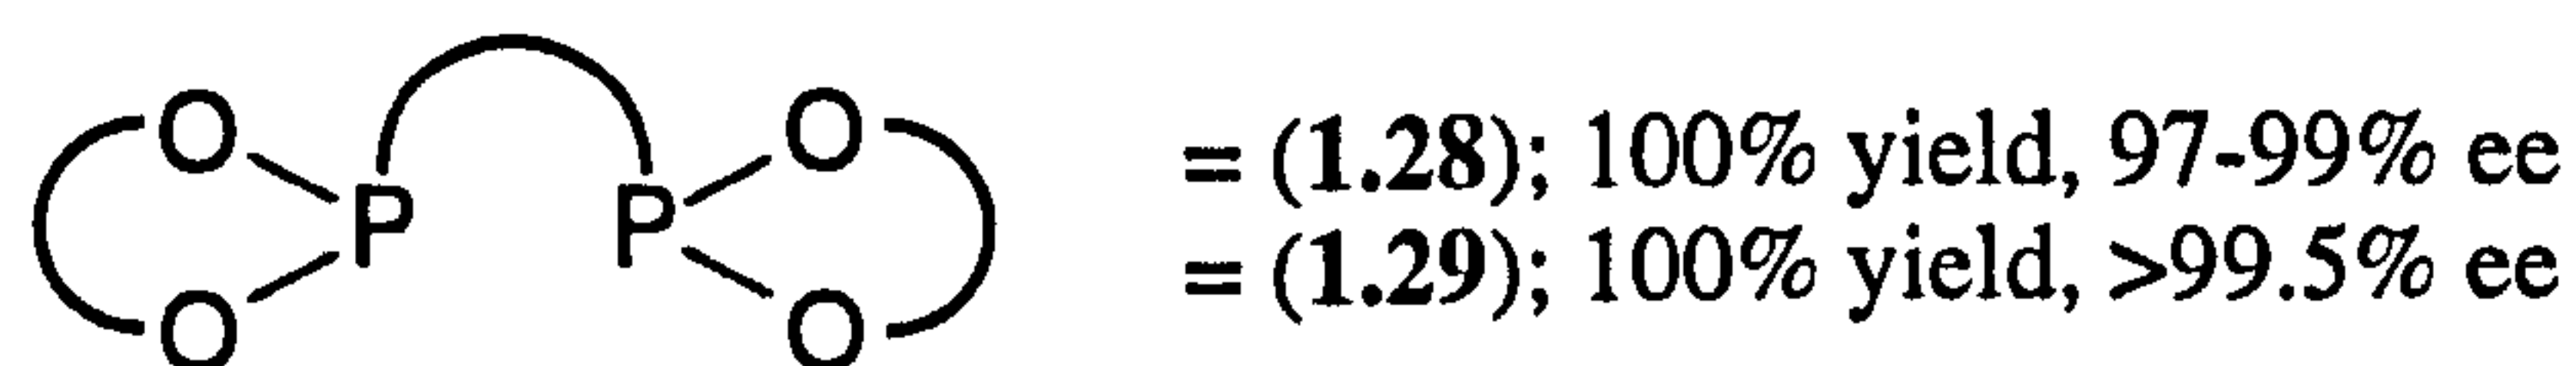 O O = (1.28); 100% yield, 97-99% ee
P P
O O = (1.29); 100% yield, >99.5% ee